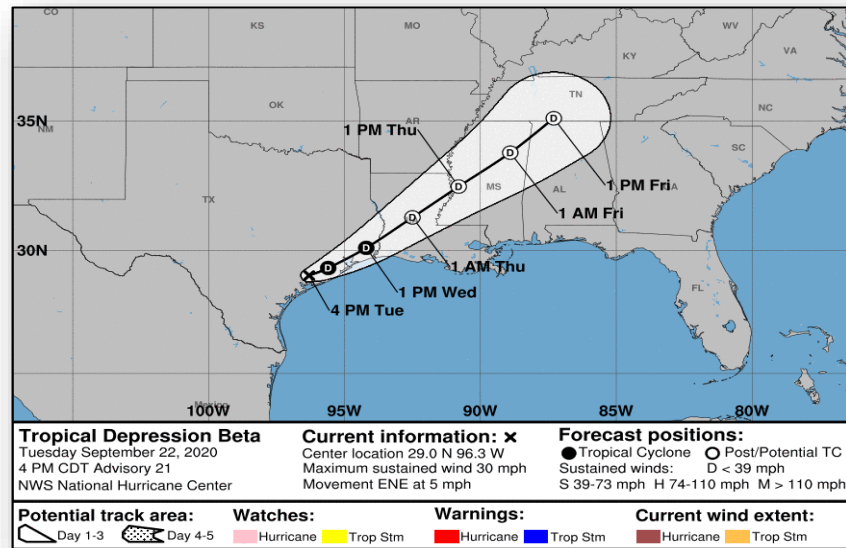 CO
KS
MO
WV
VA
KY
OK
TN
NC
35N
NM
AR
1 PM Thu
SC
MS
AL
GA
1 PM Fri
TX
1 AM Fri
30N
LA
1 AM Thu
1 PM Wed
FL
4 PM Tue
Mexico
100W
95W
90W
85W
80W
D
D
D
D
D
D
Tropical Depression Beta
Tuesday September 22, 2020
4 PM CDT Advisory 21
NWS National Hurricane Center
Current information: ×
Center location 29.0 N 96.3 W
Maximum sustained wind 30 mph
Movement ENE at 5 mph
Forecast positions:
Tropical Cyclone Post/Potential TC
Sustained winds: D < 39 mph
S 39-73 mph H 74-110 mph M > 110 mph
Potential track area:
Day 1-3 Day 4-5
Watches:
Hurricane Trop Stm
Warnings:
Hurricane Trop Stm
Current wind extent:
Hurricane Trop Stm